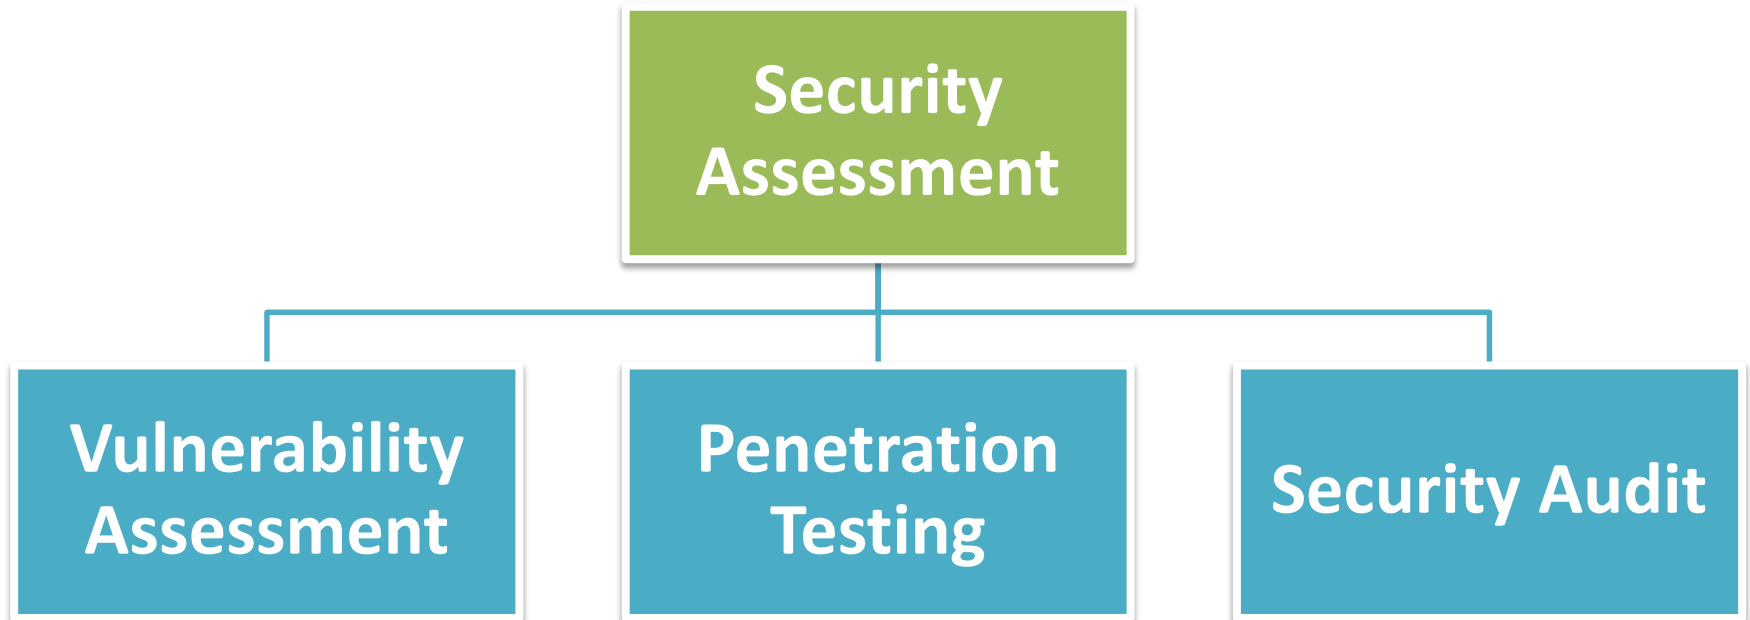 Security
Assessment
Vulnerability
Assessment
Penetration
Testing
Security Audit